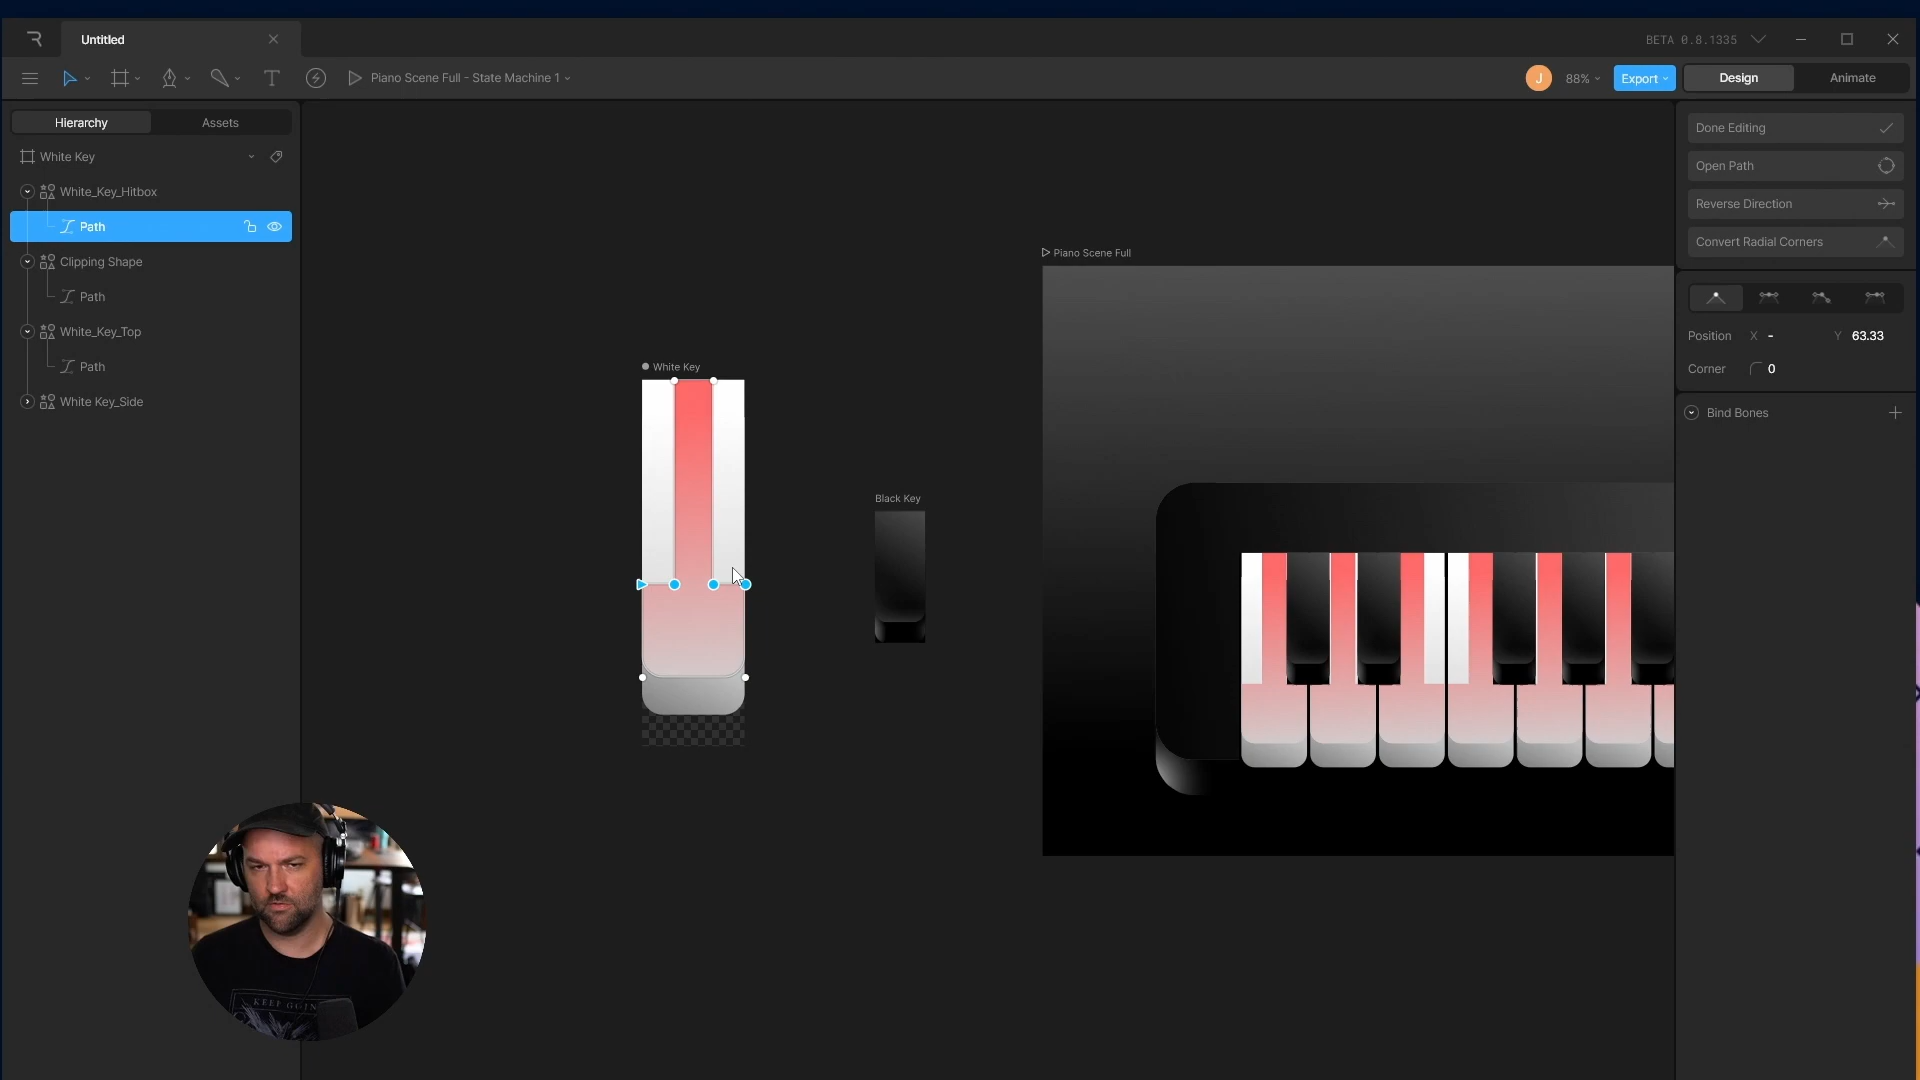 Untitled
BETA 0.8.1335
Piano Scene Full - State Machine 1
J
88%
Export
Design
Animate
Hierarchy
Assets
White Key
White_Key_Hitbox
Path
Clipping Shape
Path
White_Key_Top
Path
White Key_Side
White Key
Black Key
Piano Scene Full
Done Editing
Open Path
Reverse Direction
Convert Radial Corners
Position X - Y 63.33
Corner 0
Bind Bones
KEEP GOIN